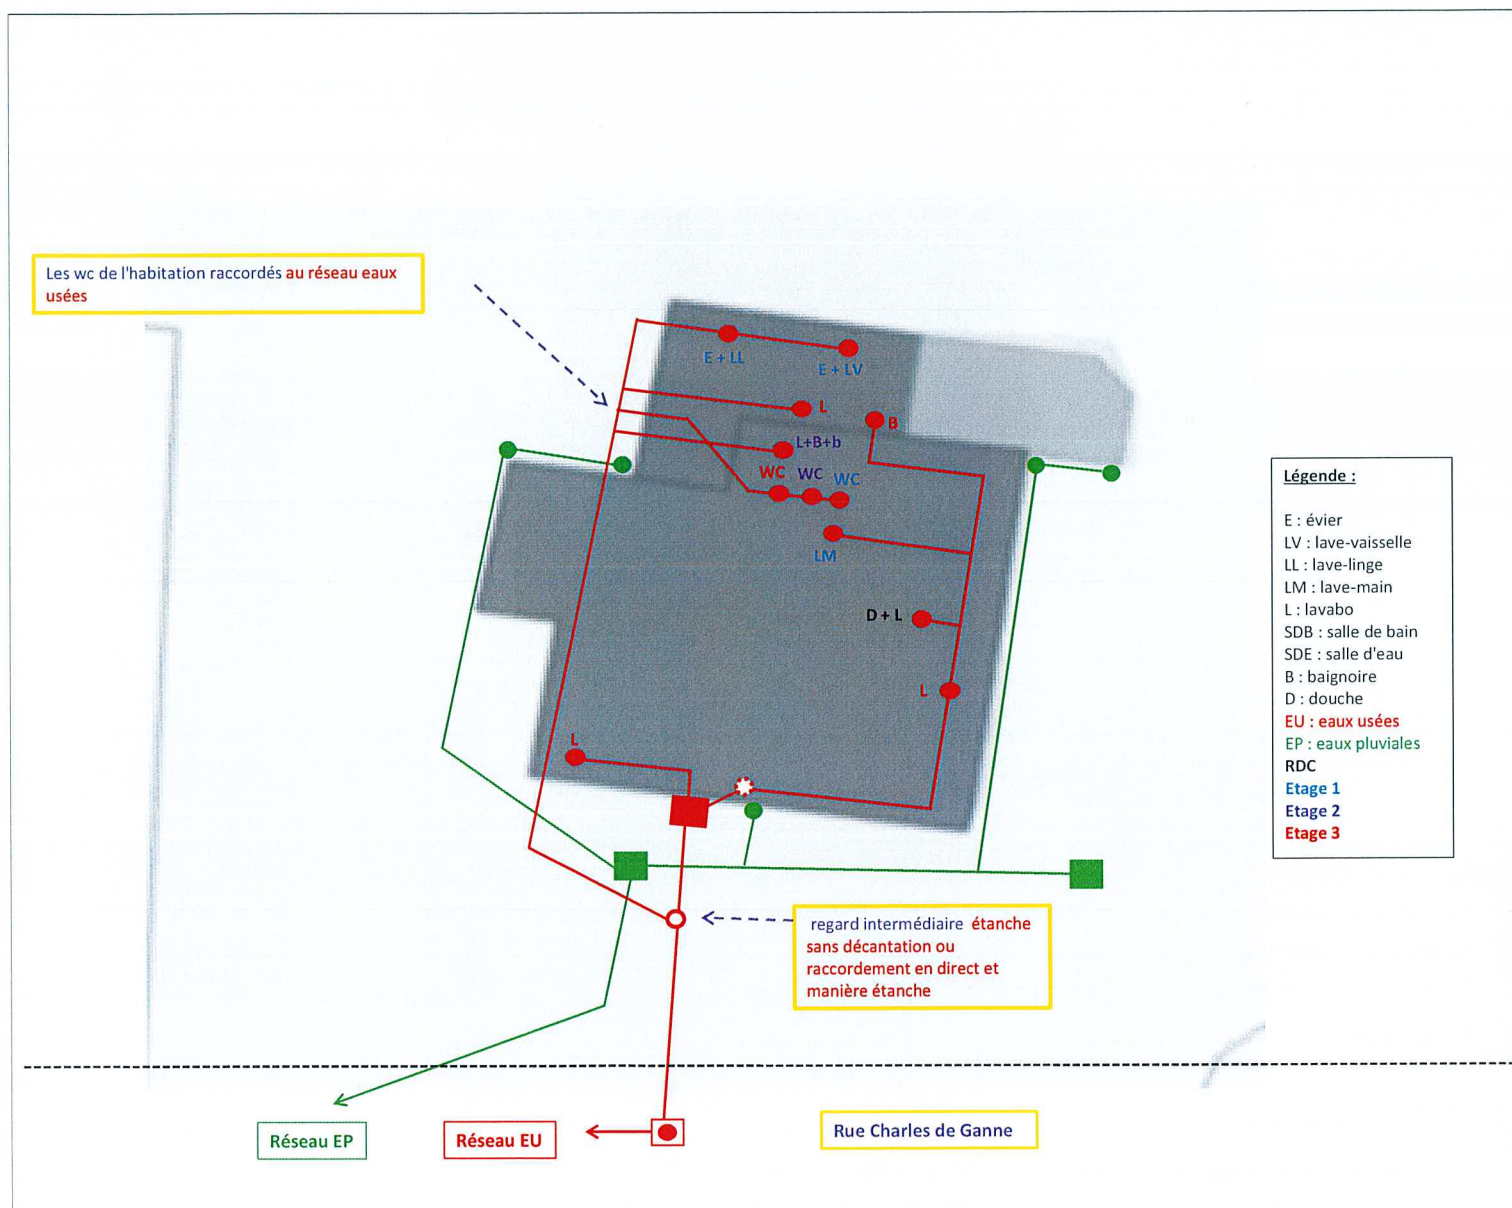 Les wc de l'habitation raccordés au réseau eaux
usées
E + LL
E + LV
L
B
L+B+b
WC
WC
WC
LM
D + L
L
L
Légende :
E : évier
LV : lave-vaisselle
LL : lave-linge
LM : lave-main
L : lavabo
SDB : salle de bain
SDE : salle d'eau
B : baignoire
D : douche
EU : eaux usées
EP : eaux pluviales
RDC
Etage 1
Etage 2
Etage 3
regard intermédiaire étanche
sans décantation ou
raccordement en direct et
manière étanche
Réseau EP
Réseau EU
Rue Charles de Ganne